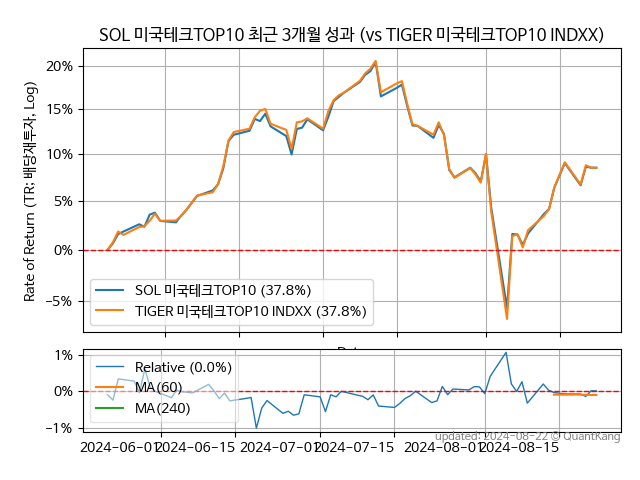 SOL 미국테크TOP10 최근 3개월 성과 (vs TIGER 미국테크TOP10 INDXX)
Rate of Return (TR; 배당재투자, Log)
20%
15%
10%
5%
0%
−5%
SOL 미국테크TOP10 (37.8%)
TIGER 미국테크TOP10 INDXX (37.8%)
1%
0%
−1%
Relative (0.0%)
MA(60)
MA(240)
updated: 2024-08-22 © QuantKang
2024-06-01
2024-06-15
2024-07-01
2024-07-15
2024-08-01
2024-08-15